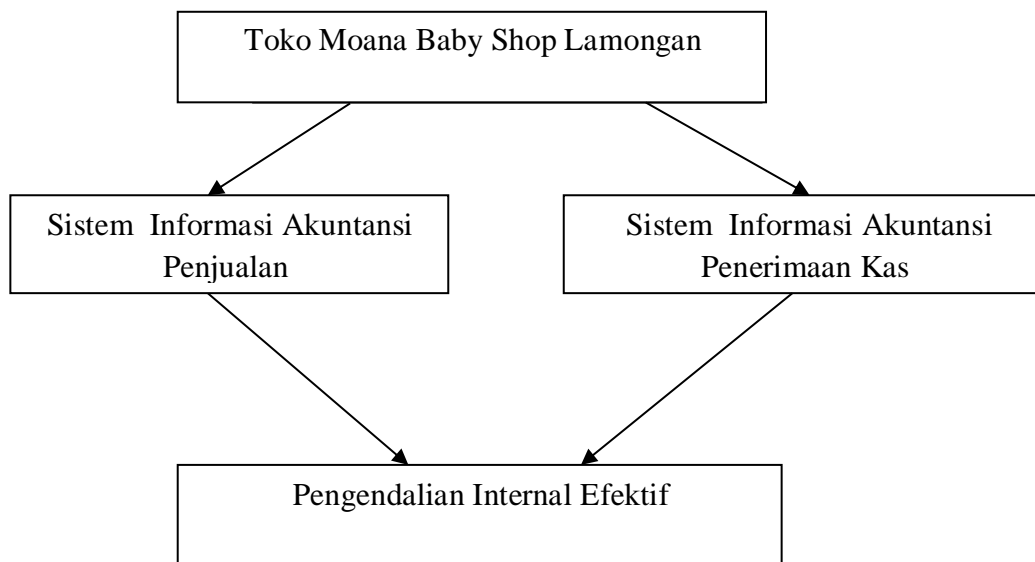 Toko Moana Baby Shop Lamongan
Sistem Informasi Akuntansi
Penjualan
Sistem Informasi Akuntansi
Penerimaan Kas
Pengendalian Internal Efektif